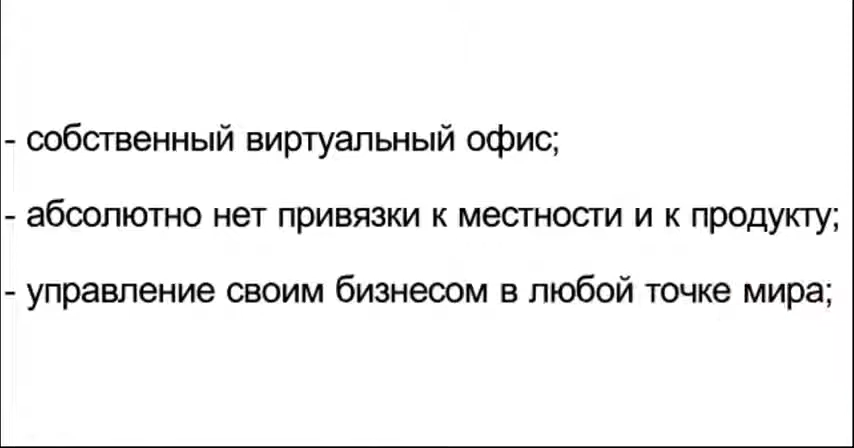 - собственный виртуальный офис;
- абсолютно нет привязки к местности и к продукту;
- управление своим бизнесом в любой точке мира;